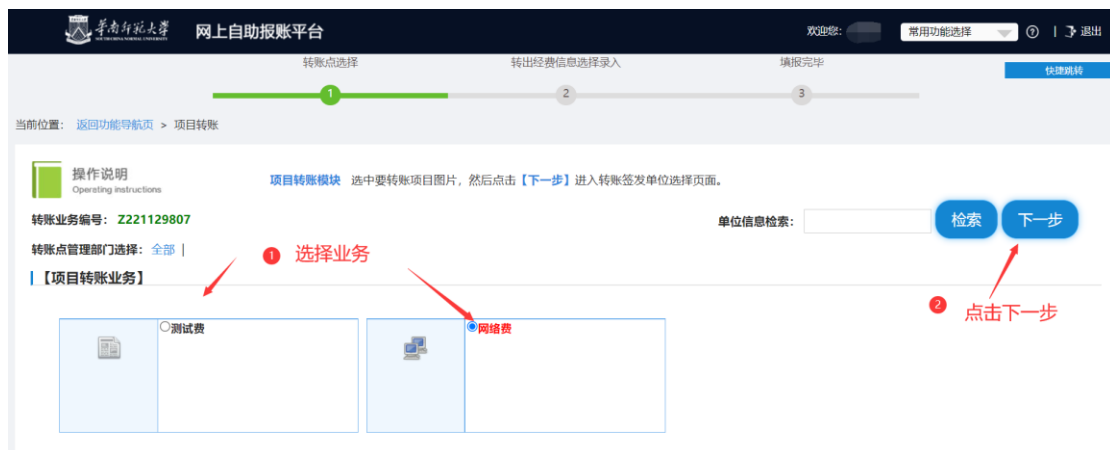 华南师范大学 网上自助报账平台 欢迎您: 常用功能选择 ? | 退出
SOUTH CHINA NORMAL UNIVERSITY
转账点选择 转出经费信息选择录入 填报完毕
快捷跳转
1 2 3
当前位置: 返回功能导航页 > 项目转账
操作说明
Operating instructions
项目转账模块 选中要转账项目图片，然后点击【下一步】进入转账签发单位选择页面。
转账业务编号: Z221129807
单位信息检索: 检索 下一步
转账点管理部门选择: 全部 |
1 选择业务
【项目转账业务】
2 点击下一步
测试费 网络费